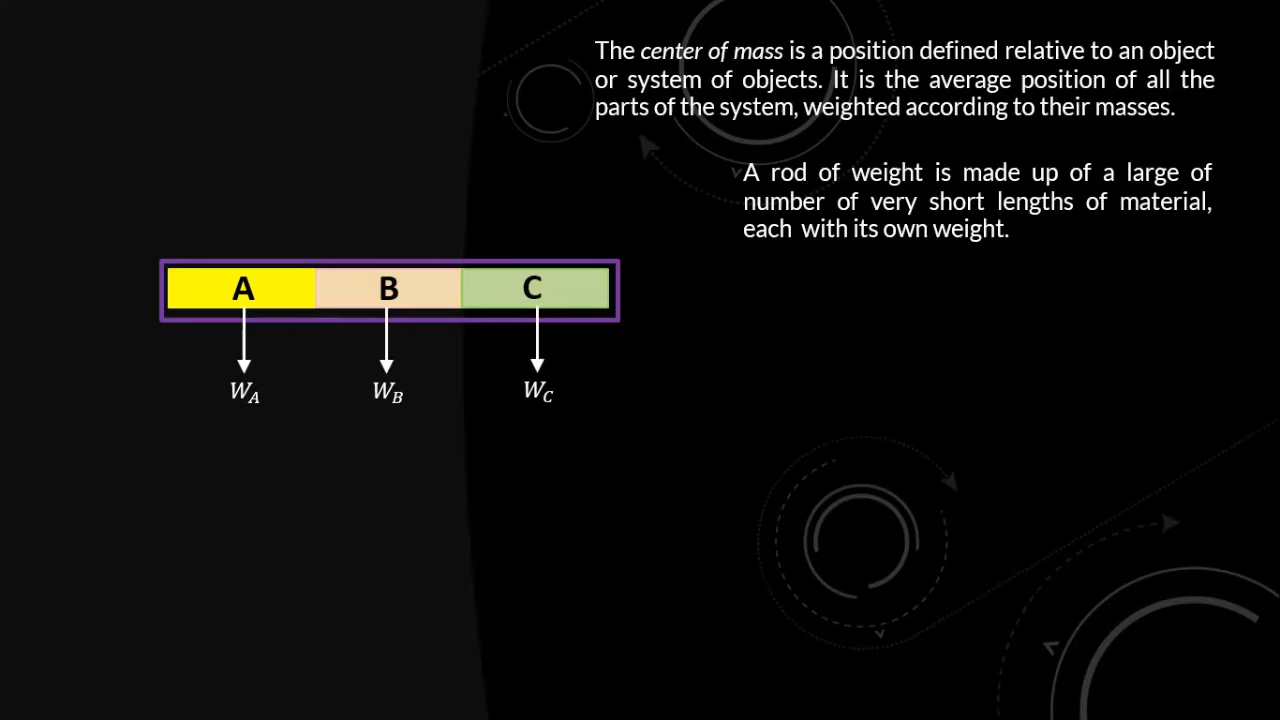 The center of mass is a position defined relative to an object
or system of objects. It is the average position of all the
parts of the system, weighted according to their masses.
A rod of weight is made up of a large of
number of very short lengths of material,
each with its own weight.
A B C
W_A W_B W_C